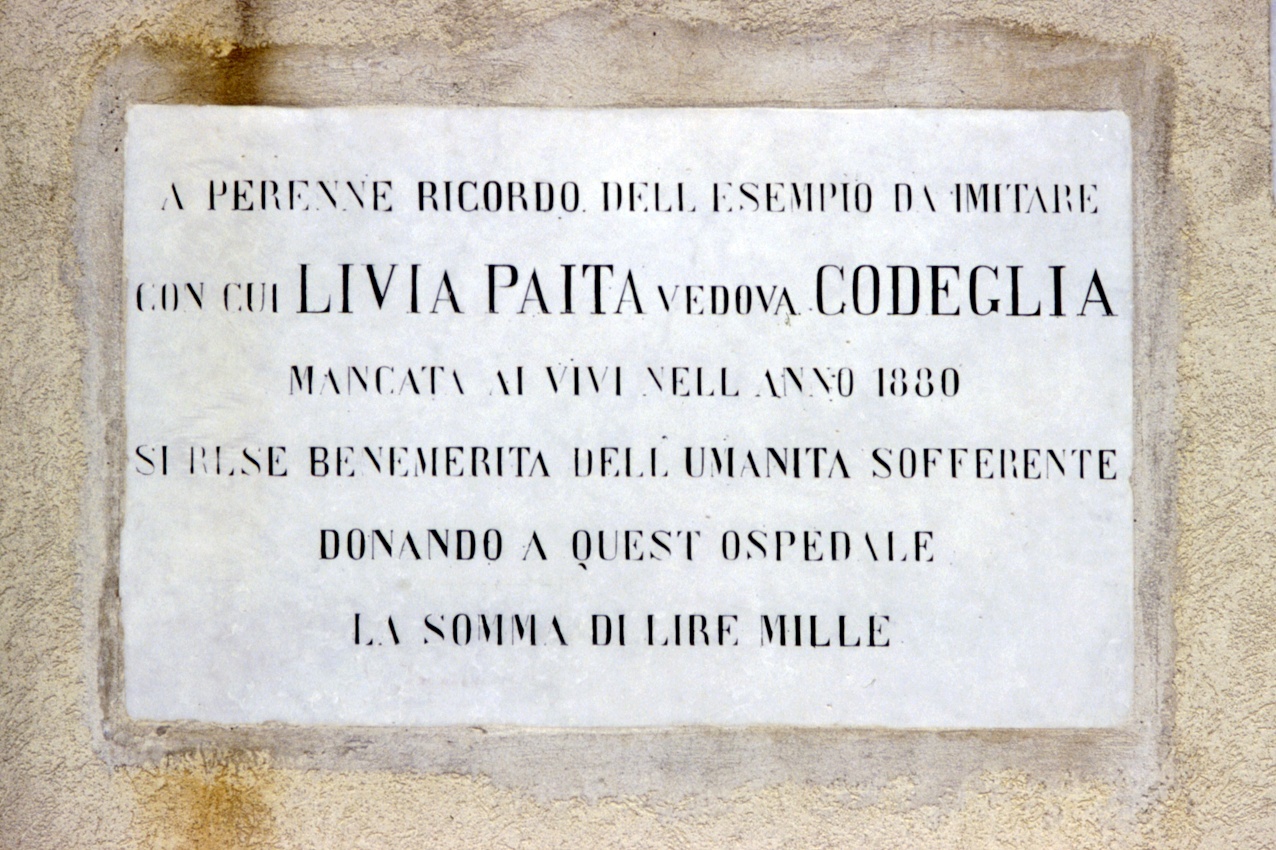 A PERENNE RICORDO DELL ESEMPIO DA IMITARE
CON CUI LIVIA PAITA VEDOVA CODEGLIA
MANCATA AI VIVI NELL ANNO 1880
SI RESE BENEMERITA DELL' UMANITA SOFFERENTE
DONANDO A QUEST OSPEDALE
LA SOMMA DI LIRE MILLE